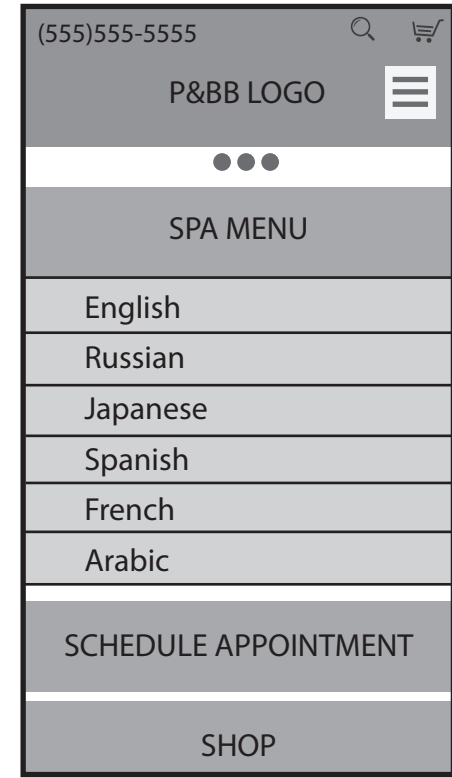 (555)555-5555
P&BB LOGO
SPA MENU
English
Russian
Japanese
Spanish
French
Arabic
SCHEDULE APPOINTMENT
SHOP